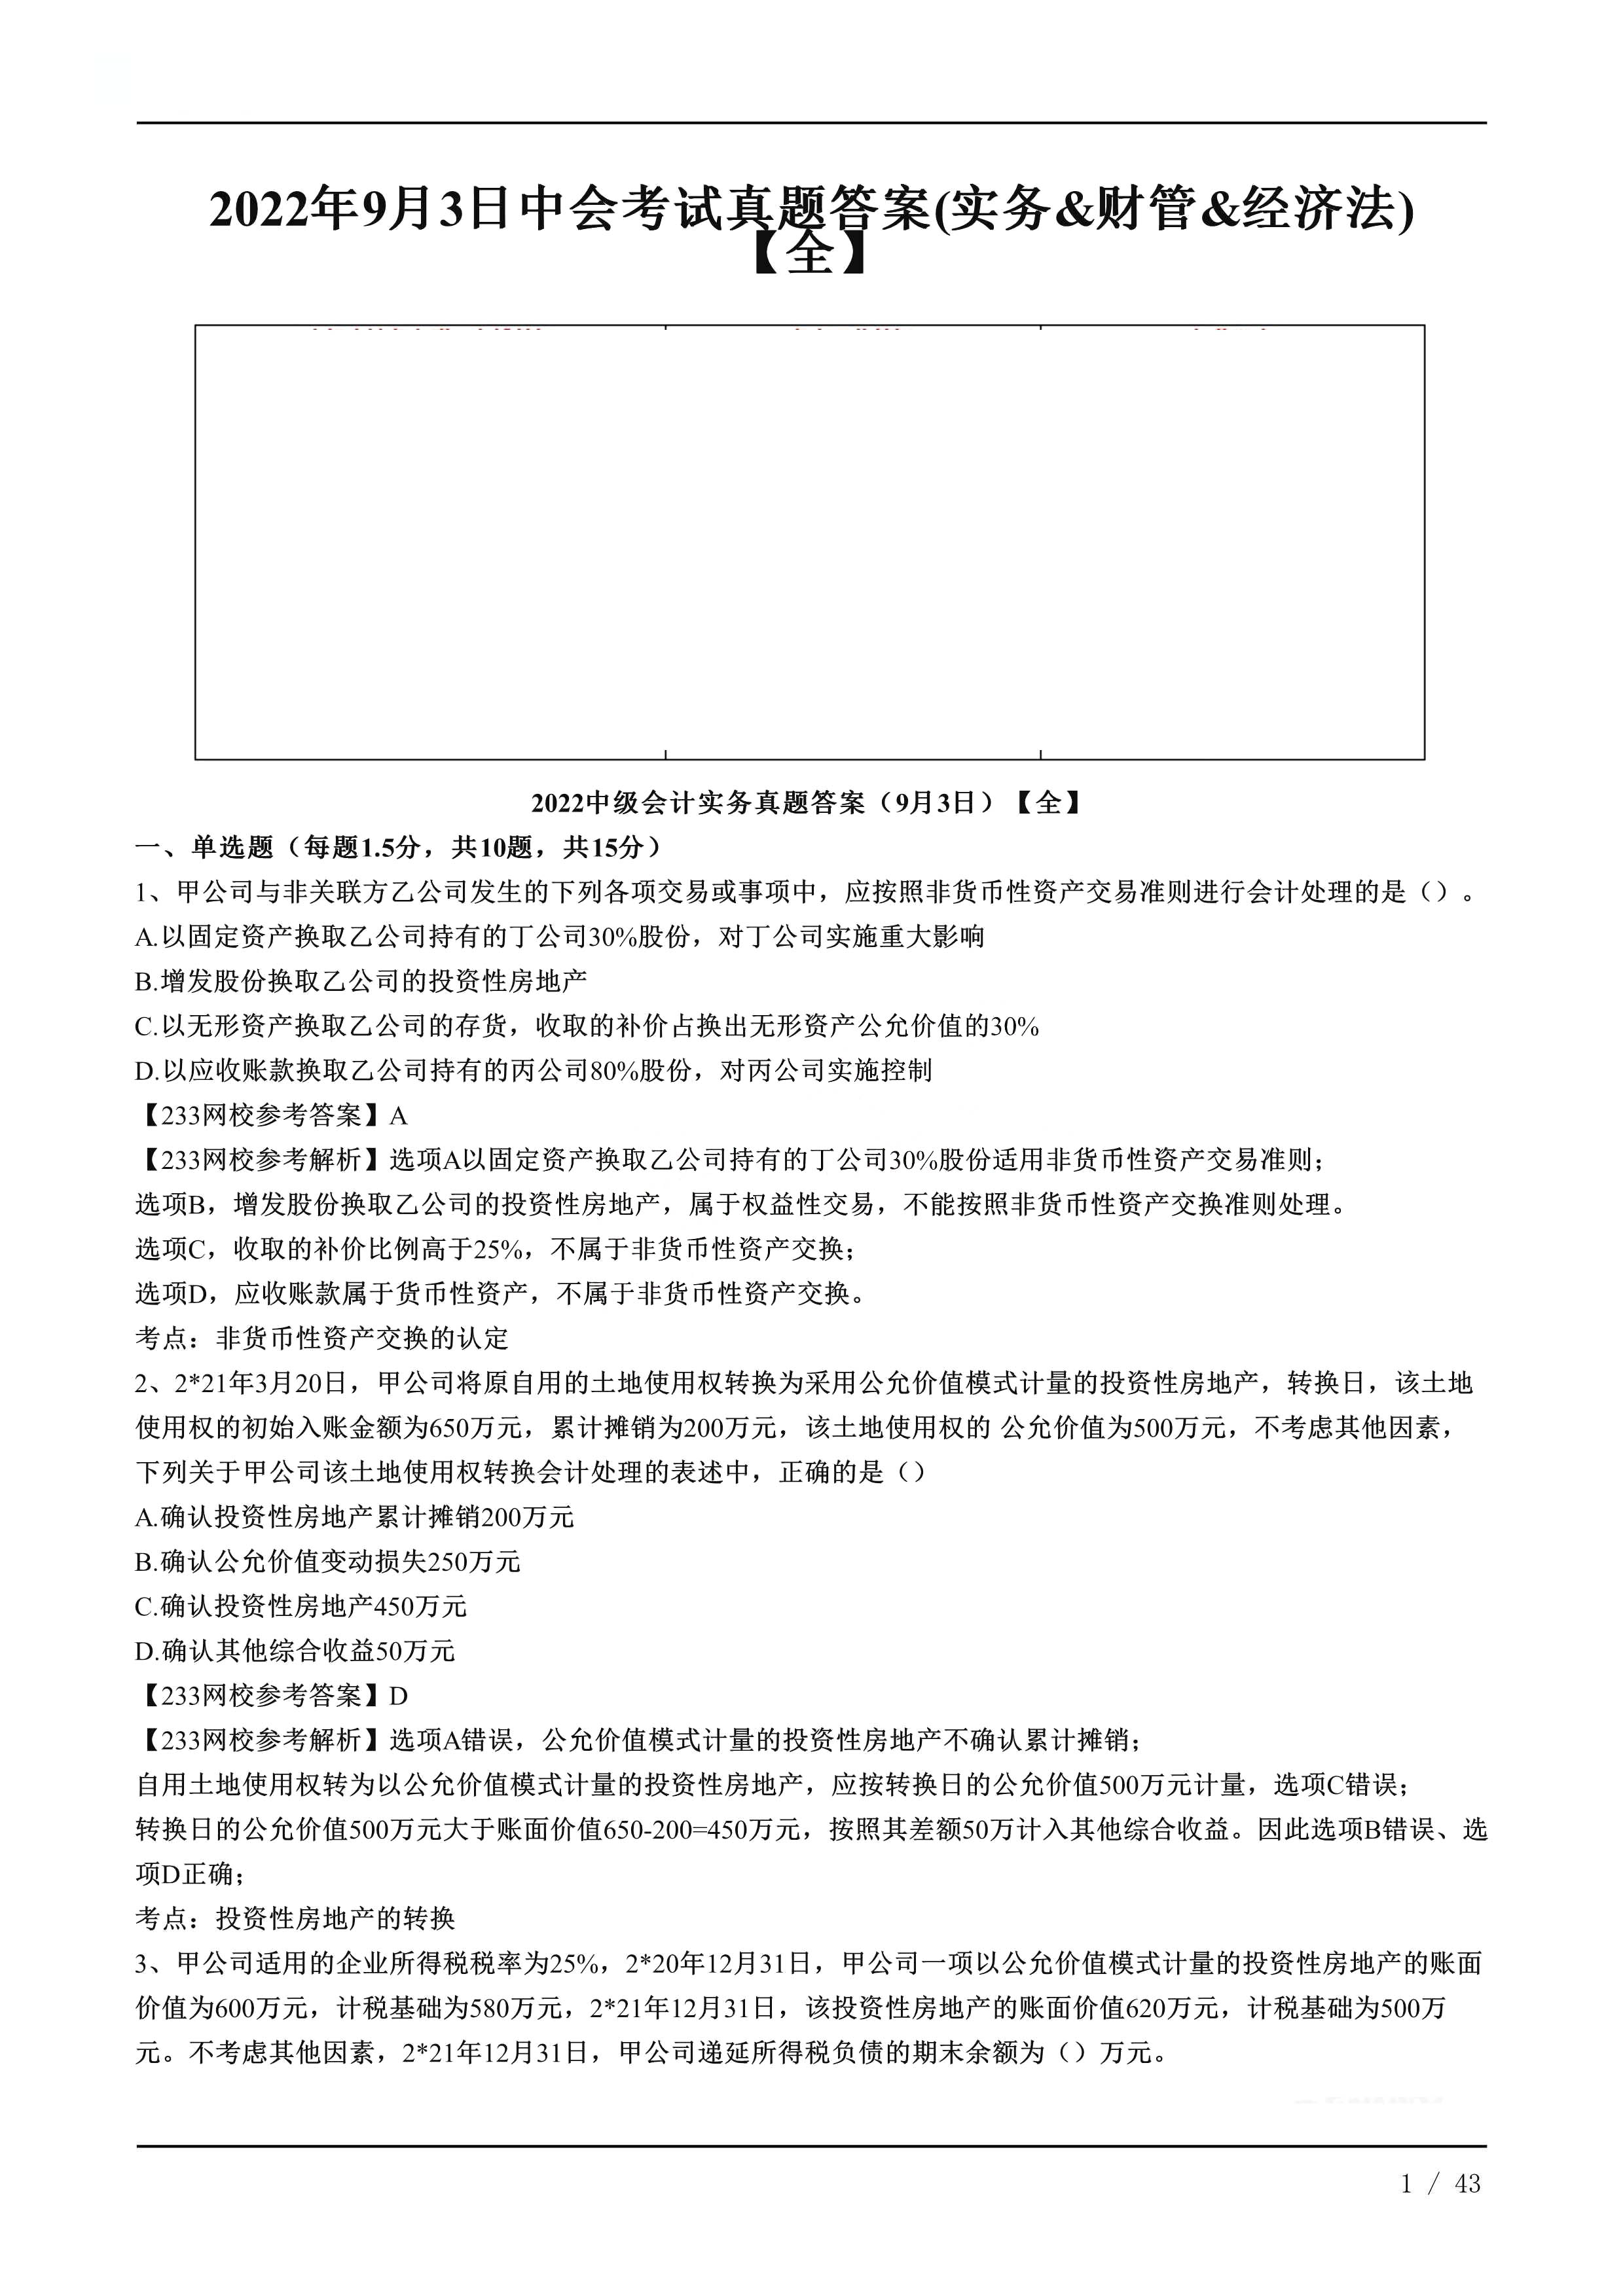 2022年9月3日中会考试真题答案(实务&财管&经济法)
【全】
2022中级会计实务真题答案（9月3日）【全】
一、单选题（每题1.5分，共10题，共15分）
1、甲公司与非关联方乙公司发生的下列各项交易或事项中，应按照非货币性资产交易准则进行会计处理的是（）。
A.以固定资产换取乙公司持有的丁公司30%股份，对丁公司实施重大影响
B.增发股份换取乙公司的投资性房地产
C.以无形资产换取乙公司的存货，收取的补价占换出无形资产公允价值的30%
D.以应收账款换取乙公司持有的丙公司80%股份，对丙公司实施控制
【233网校参考答案】A
【233网校参考解析】选项A以固定资产换取乙公司持有的丁公司30%股份适用非货币性资产交易准则；
选项B，增发股份换取乙公司的投资性房地产，属于权益性交易，不能按照非货币性资产交换准则处理。
选项C，收取的补价比例高于25%，不属于非货币性资产交换；
选项D，应收账款属于货币性资产，不属于非货币性资产交换。
考点：非货币性资产交换的认定
2、2*21年3月20日，甲公司将原自用的土地使用权转换为采用公允价值模式计量的投资性房地产，转换日，该土地
使用权的初始入账金额为650万元，累计摊销为200万元，该土地使用权的 公允价值为500万元，不考虑其他因素，
下列关于甲公司该土地使用权转换会计处理的表述中，正确的是（）
A.确认投资性房地产累计摊销200万元
B.确认公允价值变动损失250万元
C.确认投资性房地产450万元
D.确认其他综合收益50万元
【233网校参考答案】D
【233网校参考解析】选项A错误，公允价值模式计量的投资性房地产不确认累计摊销；
自用土地使用权转为以公允价值模式计量的投资性房地产，应按转换日的公允价值500万元计量，选项C错误；
转换日的公允价值500万元大于账面价值650-200=450万元，按照其差额50万计入其他综合收益。因此选项B错误、选
项D正确；
考点：投资性房地产的转换
3、甲公司适用的企业所得税税率为25%，2*20年12月31日，甲公司一项以公允价值模式计量的投资性房地产的账面
价值为600万元，计税基础为580万元，2*21年12月31日，该投资性房地产的账面价值620万元，计税基础为500万
元。不考虑其他因素，2*21年12月31日，甲公司递延所得税负债的期末余额为（）万元。
1 / 43